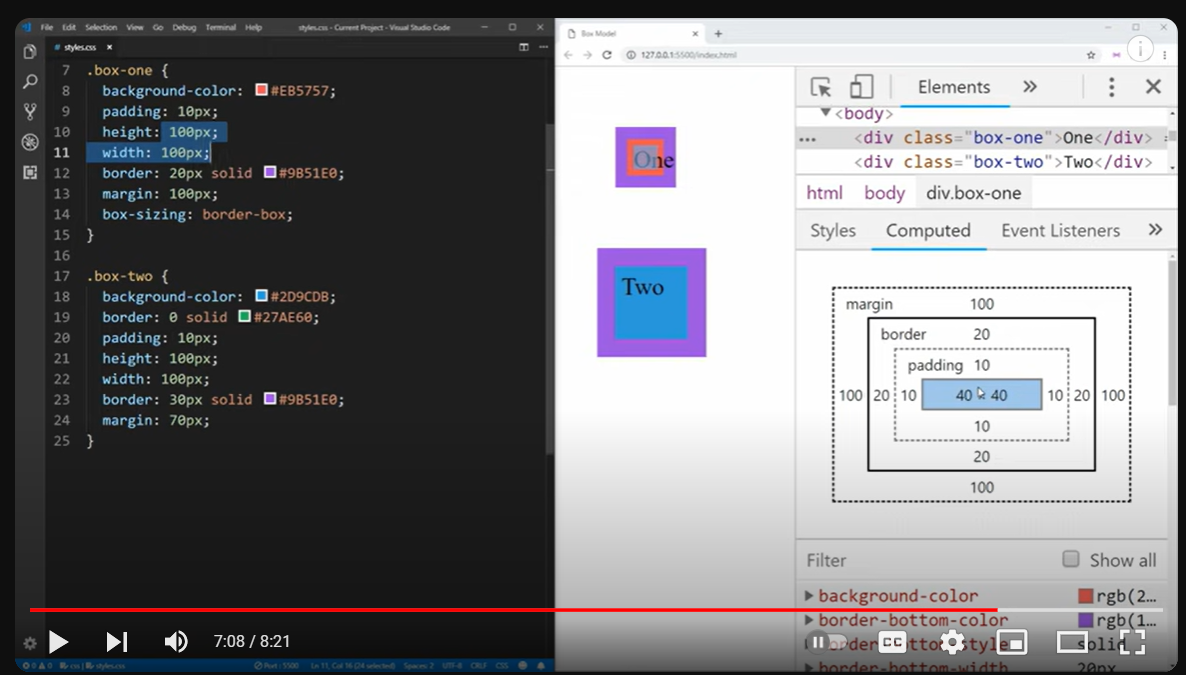 File Edit Selection View Go Debug Terminal Help styles.css - Current Project - Visual Studio Code
# styles.css ×
7 .box-one {
8 background-color: #EB5757;
9 padding: 10px;
10 height: 100px;
11 width: 100px;
12 border: 20px solid #9B51E0;
13 margin: 100px;
14 box-sizing: border-box;
15 }
16
17 .box-two {
18 background-color: #2D9CDB;
19 border: 0 solid #27AE60;
20 padding: 10px;
21 height: 100px;
22 width: 100px;
23 border: 30px solid #9B51E0;
24 margin: 70px;
25 }
Box Model
127.0.0.1:5500/index.html
One
Two
Elements »
▼<body>
... <div class="box-one">One</div>
<div class="box-two">Two</div>
html body div.box-one
Styles Computed Event Listeners »
margin 100
border 20
padding 10
100 20 10 40 × 40 10 20 100
10
20
100
Filter Show all
background-color rgb(2…
border-bottom-color rgb(1…
border-bottom-style solid
border-bottom-width 20px
7:08 / 8:21
CC
0 0 css styles.css Port : 5500 Ln 11, Col 16 (24 selected) Spaces: 2 UTF-8 CRLF CSS